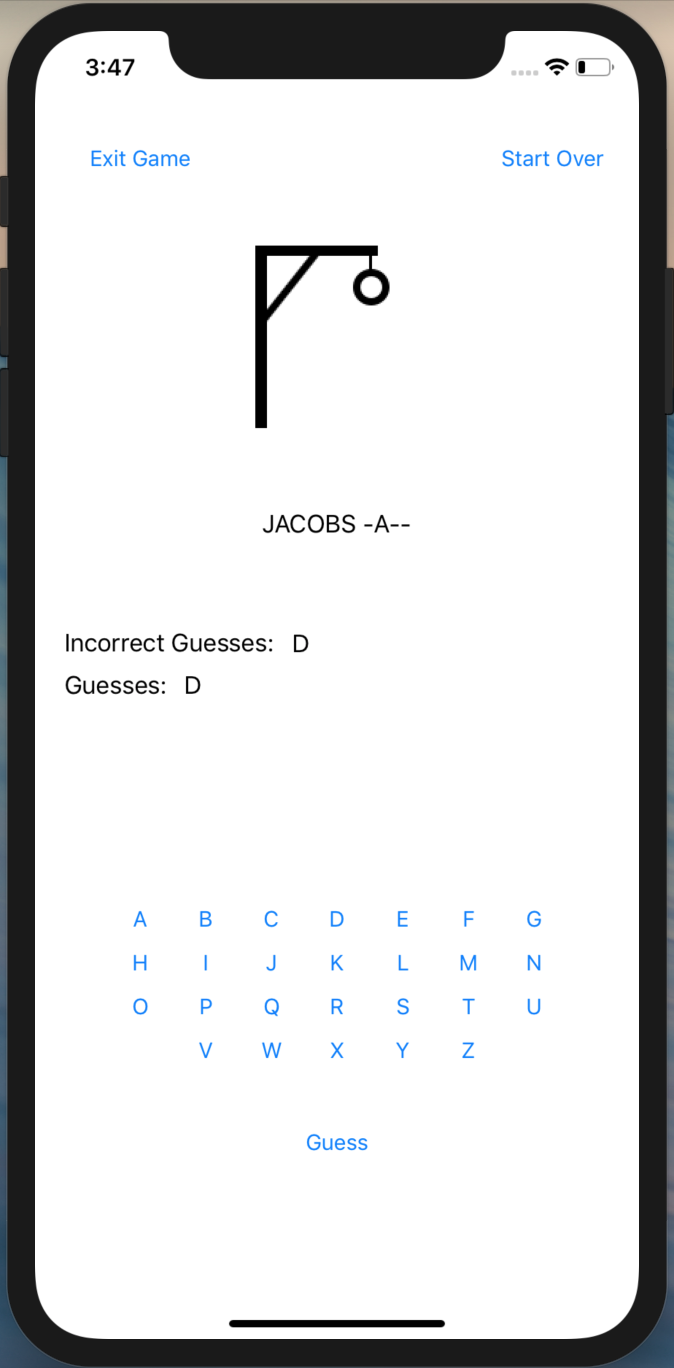 3:47
Exit Game Start Over
JACOBS -A--
Incorrect Guesses: D
Guesses: D
A B C D E F G
H I J K L M N
O P Q R S T U
V W X Y Z
Guess